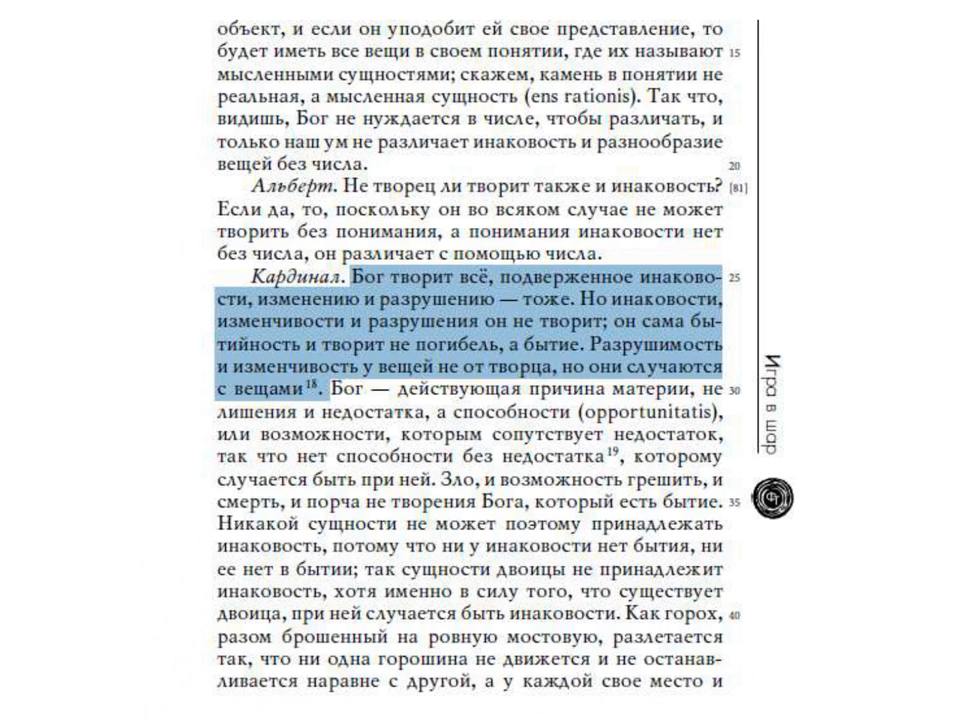 объект, и если он уподобит ей свое представление, то
будет иметь все вещи в своем понятии, где их называют 15
мысленными сущностями; скажем, камень в понятии не
реальная, а мысленная сущность (ens rationis). Так что,
видишь, Бог не нуждается в числе, чтобы различать, и
только наш ум не различает инаковость и разнообразие
вещей без числа. 20
Альберт. Не творец ли творит также и инаковость? [81]
Если да, то, поскольку он во всяком случае не может
творить без понимания, а понимания инаковости нет
без числа, он различает с помощью числа.
Кардинал. Бог творит всё, подверженное инаково- 25
сти, изменению и разрушению — тоже. Но инаковости,
изменчивости и разрушения он не творит; он сама бы-
тийность и творит не погибель, а бытие. Разрушимость
и изменчивость у вещей не от творца, но они случаются
с вещами18. Бог — действующая причина материи, не 30
лишения и недостатка, а способности (opportunitatis),
или возможности, которым сопутствует недостаток,
так что нет способности без недостатка19, которому
случается быть при ней. Зло, и возможность грешить, и
смерть, и порча не творения Бога, который есть бытие. 35
Никакой сущности не может поэтому принадлежать
инаковость, потому что ни у инаковости нет бытия, ни
ее нет в бытии; так сущности двоицы не принадлежит
инаковость, хотя именно в силу того, что существует
двоица, при ней случается быть инаковости. Как горох, 40
разом брошенный на ровную мостовую, разлетается
так, что ни одна горошина не движется и не останав-
ливается наравне с другой, а у каждой свое место и
Игра в шар